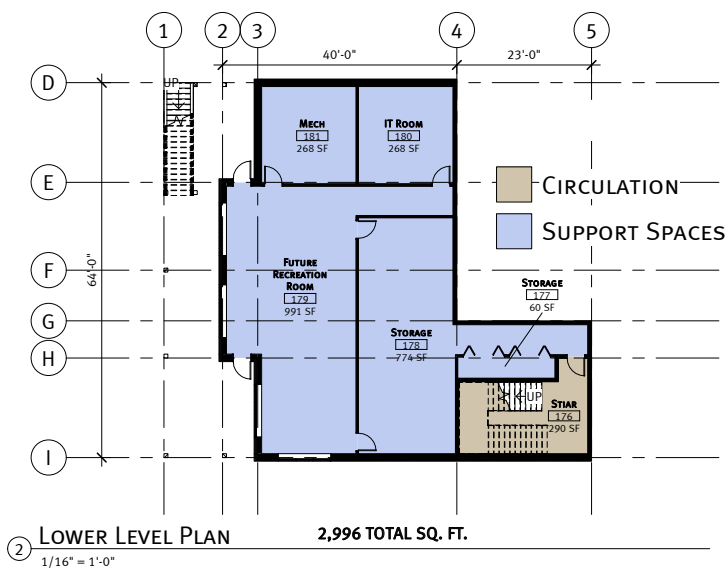 1
2
3
4
5
40'-0"
23'-0"
D
UP
MECH
181
268 SF
IT ROOM
180
268 SF
E
CIRCULATION
SUPPORT SPACES
F
64'-0"
FUTURE
RECREATION
ROOM
179
991 SF
STORAGE
177
60 SF
G
STORAGE
178
774 SF
H
UP
STIAR
176
290 SF
I
2
LOWER LEVEL PLAN
2,996 TOTAL SQ. FT.
1/16" = 1'-0"